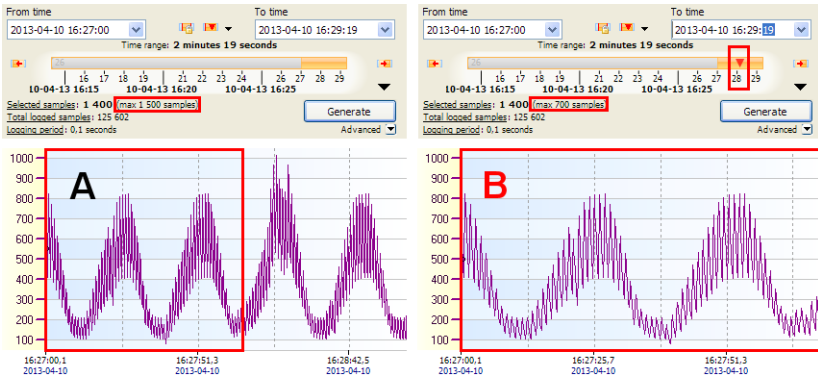 From time
To time
2013-04-10 16:27:00
2013-04-10 16:29:19
Time range: 2 minutes 19 seconds
26
16 17 18 19 21 22 23 24 26 27 28 29
10-04-13 16:15 10-04-13 16:20 10-04-13 16:25
Selected samples: 1 400 (max 1 500 samples)
Total logged samples: 125 602
Logging period: 0,1 seconds
Generate
Advanced
1000
900
800
700
600
500
400
300
200
100
A
16:27:00,1 16:27:51,3 16:28:42.5
2013-04-10 2013-04-10 2013-04-10
From time
To time
2013-04-10 16:27:00
2013-04-10 16:29:19
Time range: 2 minutes 19 seconds
26
16 17 18 19 21 22 23 24 26 27 28 29
10-04-13 16:15 10-04-13 16:20 10-04-13 16:25
Selected samples: 1 400 (max 700 samples)
Total logged samples: 125 602
Logging period: 0,1 seconds
Generate
Advanced
1000
900
800
700
600
500
400
300
200
100
B
16:27:00,1 16:27:25,7 16:27:51,3
2013-04-10 2013-04-10 2013-04-10